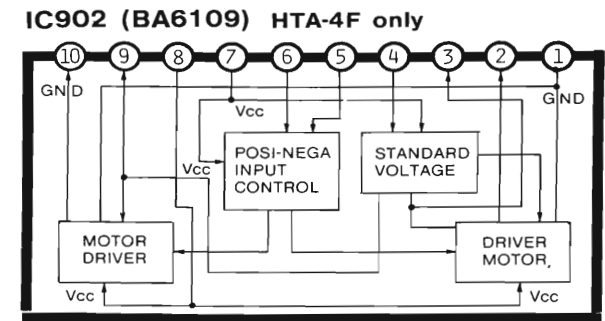 IC902 (BA6109) HTA-4F only
10 9 8 7 6 5 4 3 2 1
GND
GND
Vcc
Vcc
POSI-NEGA
INPUT
CONTROL
STANDARD
VOLTAGE
MOTOR
DRIVER
DRIVER
MOTOR,
Vcc
Vcc